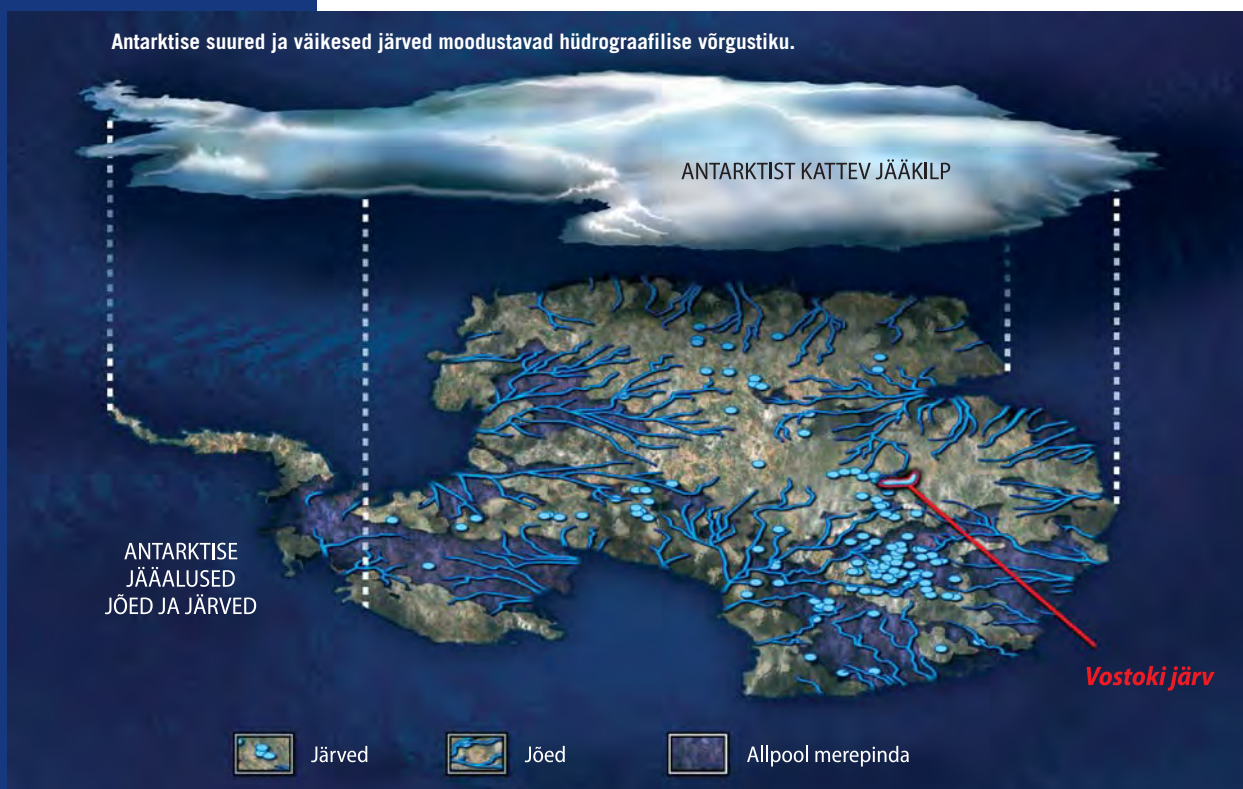 Antarktise suured ja väikesed järved moodustavad hüdrograafilise võrgustiku.
ANTARKTIST KATTEV JÄÄKILP
ANTARKTISE
JÄÄALUSED
JÕED JA JÄRVED
Vostoki järv
Järved
Jõed
Allpool merepinda